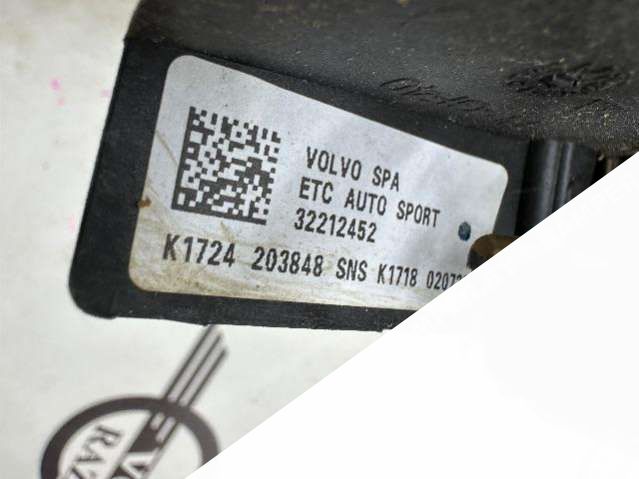 VOLVO SPA
ETC AUTO SPORT
32212452
K1724 203848 SNS K1718